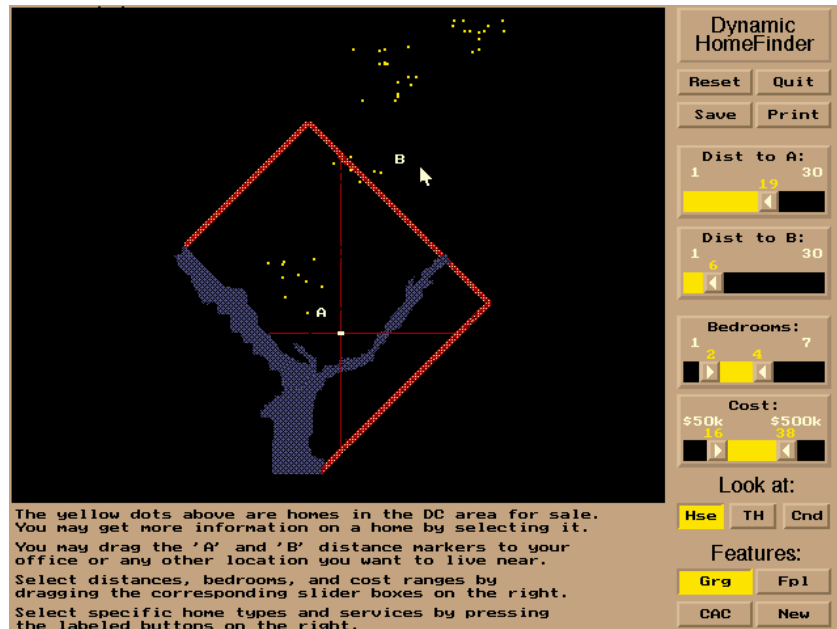 Dynamic
HomeFinder
Reset Quit
Save Print
Dist to A:
1 30
19
Dist to B:
1 30
6
Bedrooms:
1 7
2 4
Cost:
$50k $500k
16 38
Look at:
Hse TH Cnd
Features:
Grg Fpl
CAC New
B
A
The yellow dots above are homes in the DC area for sale.
You may get more information on a home by selecting it.
You may drag the 'A' and 'B' distance markers to your
office or any other location you want to live near.
Select distances, bedrooms, and cost ranges by
dragging the corresponding slider boxes on the right.
Select specific home types and services by pressing
the labeled buttons on the right.